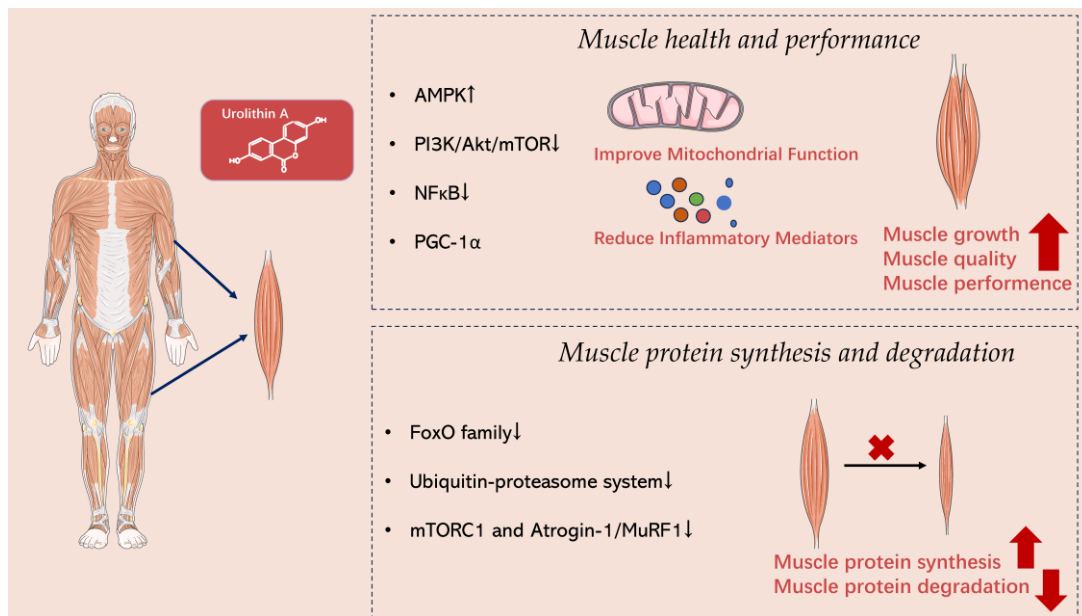 Urolithin A
HO
O
O
OH
Muscle health and performance
• AMPK↑
• PI3K/Akt/mTOR↓
• NFκB↓
• PGC-1α
Improve Mitochondrial Function
Reduce Inflammatory Mediators
Muscle growth
Muscle quality
Muscle performence
Muscle protein synthesis and degradation
• FoxO family↓
• Ubiquitin-proteasome system↓
• mTORC1 and Atrogin-1/MuRF1↓
Muscle protein synthesis
Muscle protein degradation